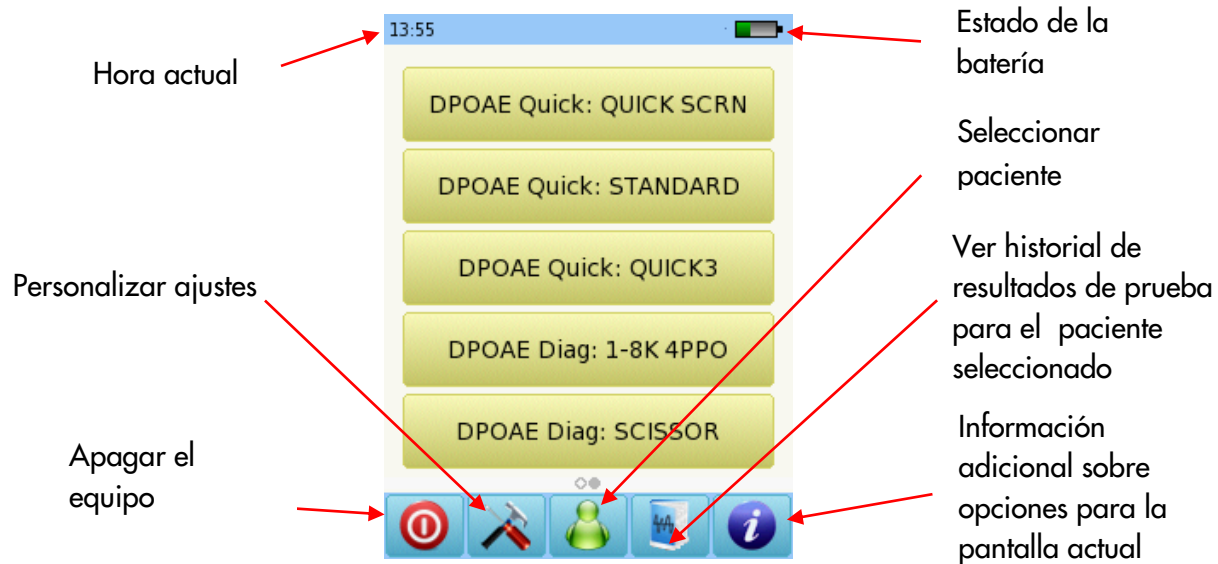 Hora actual
Personalizar ajustes
Apagar el
equipo
13:55
DPOAE Quick: QUICK SCRN
DPOAE Quick: STANDARD
DPOAE Quick: QUICK3
DPOAE Diag: 1-8K 4PPO
DPOAE Diag: SCISSOR
Estado de la
batería
Seleccionar
paciente
Ver historial de
resultados de prueba
para el paciente
seleccionado
Información
adicional sobre
opciones para la
pantalla actual